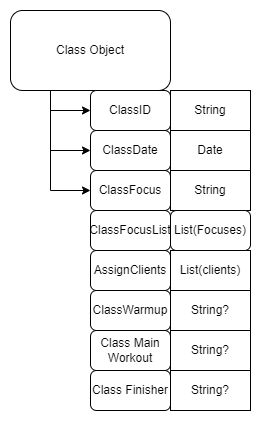 Class Object
ClassID String
ClassDate Date
ClassFocus String
ClassFocusList List(Focuses)
AssignClients List(clients)
ClassWarmup String?
Class Main
Workout String?
Class Finisher String?